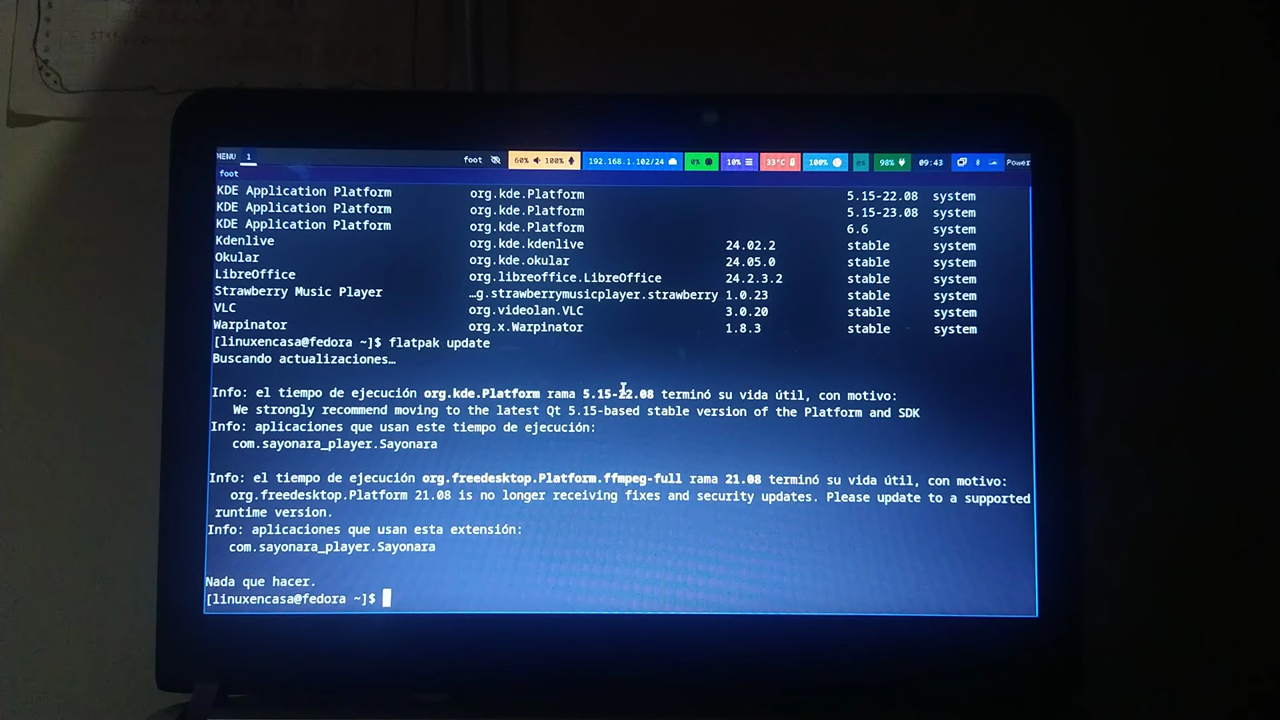 MENU 1 foot 60% 100% 192.168.1.102/24 0% 10% 33°C 100% 98% 09:43 Power
foot
KDE Application Platform org.kde.Platform 5.15-22.08 system
KDE Application Platform org.kde.Platform 5.15-23.08 system
KDE Application Platform org.kde.Platform 6.6 system
Kdenlive org.kde.kdenlive 24.02.2 stable system
Okular org.kde.okular 24.05.0 stable system
LibreOffice org.libreoffice.LibreOffice 24.2.3.2 stable system
Strawberry Music Player …g.strawberrymusicplayer.strawberry 1.0.23 stable system
VLC org.videolan.VLC 3.0.20 stable system
Warpinator org.x.Warpinator 1.8.3 stable system
[linuxencasa@fedora ~]$ flatpak update
Buscando actualizaciones…
Info: el tiempo de ejecución org.kde.Platform rama 5.15-22.08 terminó su vida útil, con motivo:
We strongly recommend moving to the latest Qt 5.15-based stable version of the Platform and SDK
Info: aplicaciones que usan este tiempo de ejecución:
com.sayonara_player.Sayonara
Info: el tiempo de ejecución org.freedesktop.Platform.ffmpeg-full rama 21.08 terminó su vida útil, con motivo:
org.freedesktop.Platform 21.08 is no longer receiving fixes and security updates. Please update to a supported
runtime version.
Info: aplicaciones que usan esta extensión:
com.sayonara_player.Sayonara
Nada que hacer.
[linuxencasa@fedora ~]$